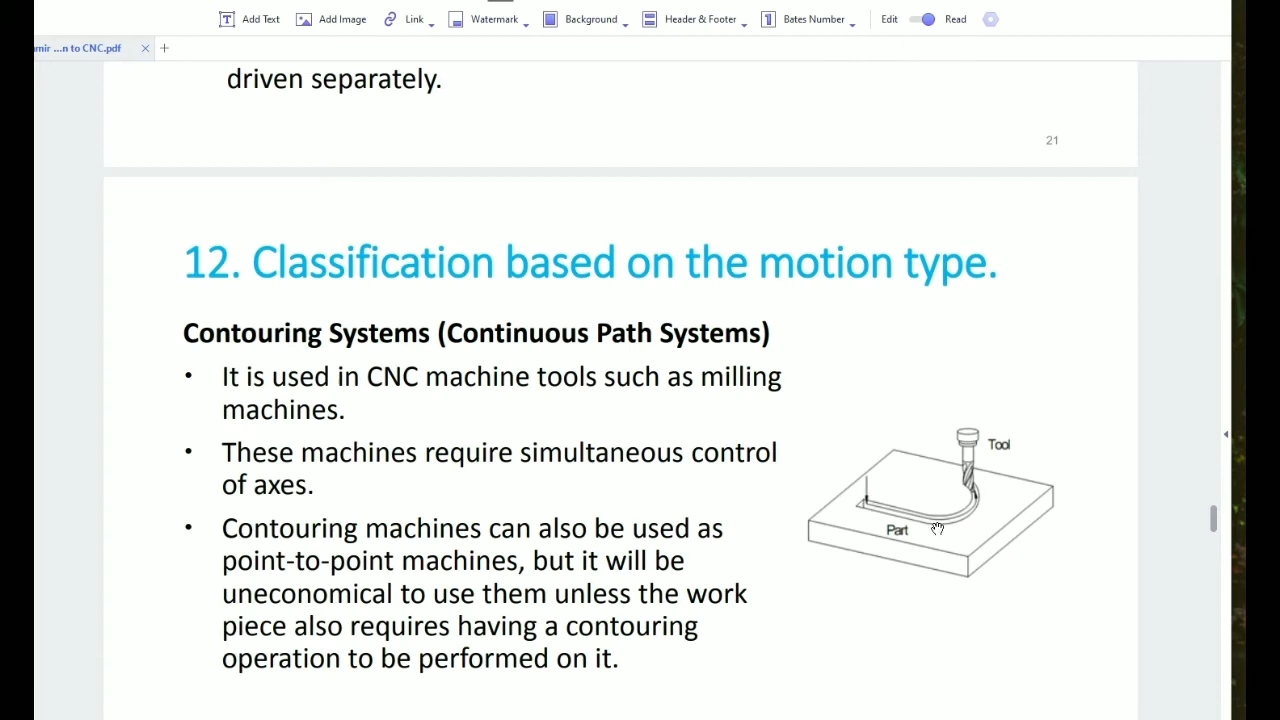 Add Text Add Image Link Watermark Background Header & Footer Bates Number Edit Read
mir ...n to CNC.pdf
driven separately.
21
12. Classification based on the motion type.
Contouring Systems (Continuous Path Systems)
• It is used in CNC machine tools such as milling
machines.
• These machines require simultaneous control
of axes.
• Contouring machines can also be used as
point-to-point machines, but it will be
uneconomical to use them unless the work
piece also requires having a contouring
operation to be performed on it.
Tool
Part